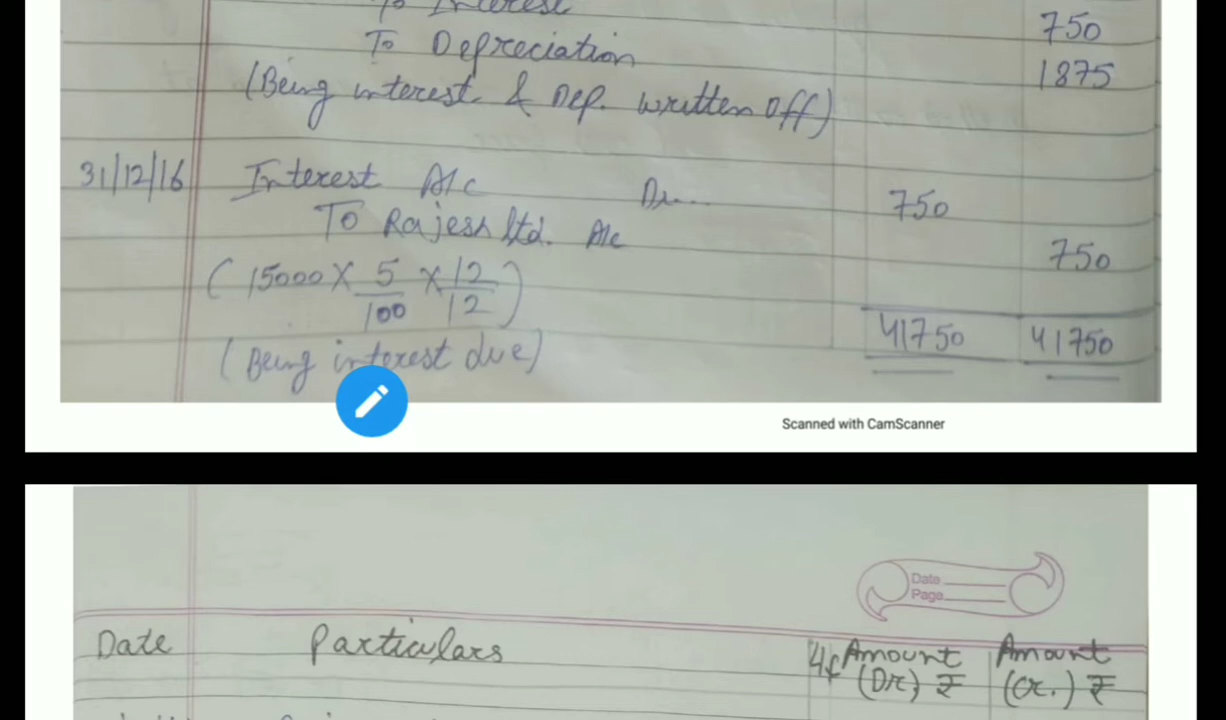 To Interest
750
To Depreciation
1875
(Being interest & Dep. written off)
31/12/16 Interest A/c Dr... 750
To Rajesh ltd. A/c
750
(15000 X 5/100 X 12/12)
41750 41750
(Being interest due)
Scanned with CamScanner
Date
Page
Date Particulars Amount Amount
(Dr) ₹ (Cr.) ₹